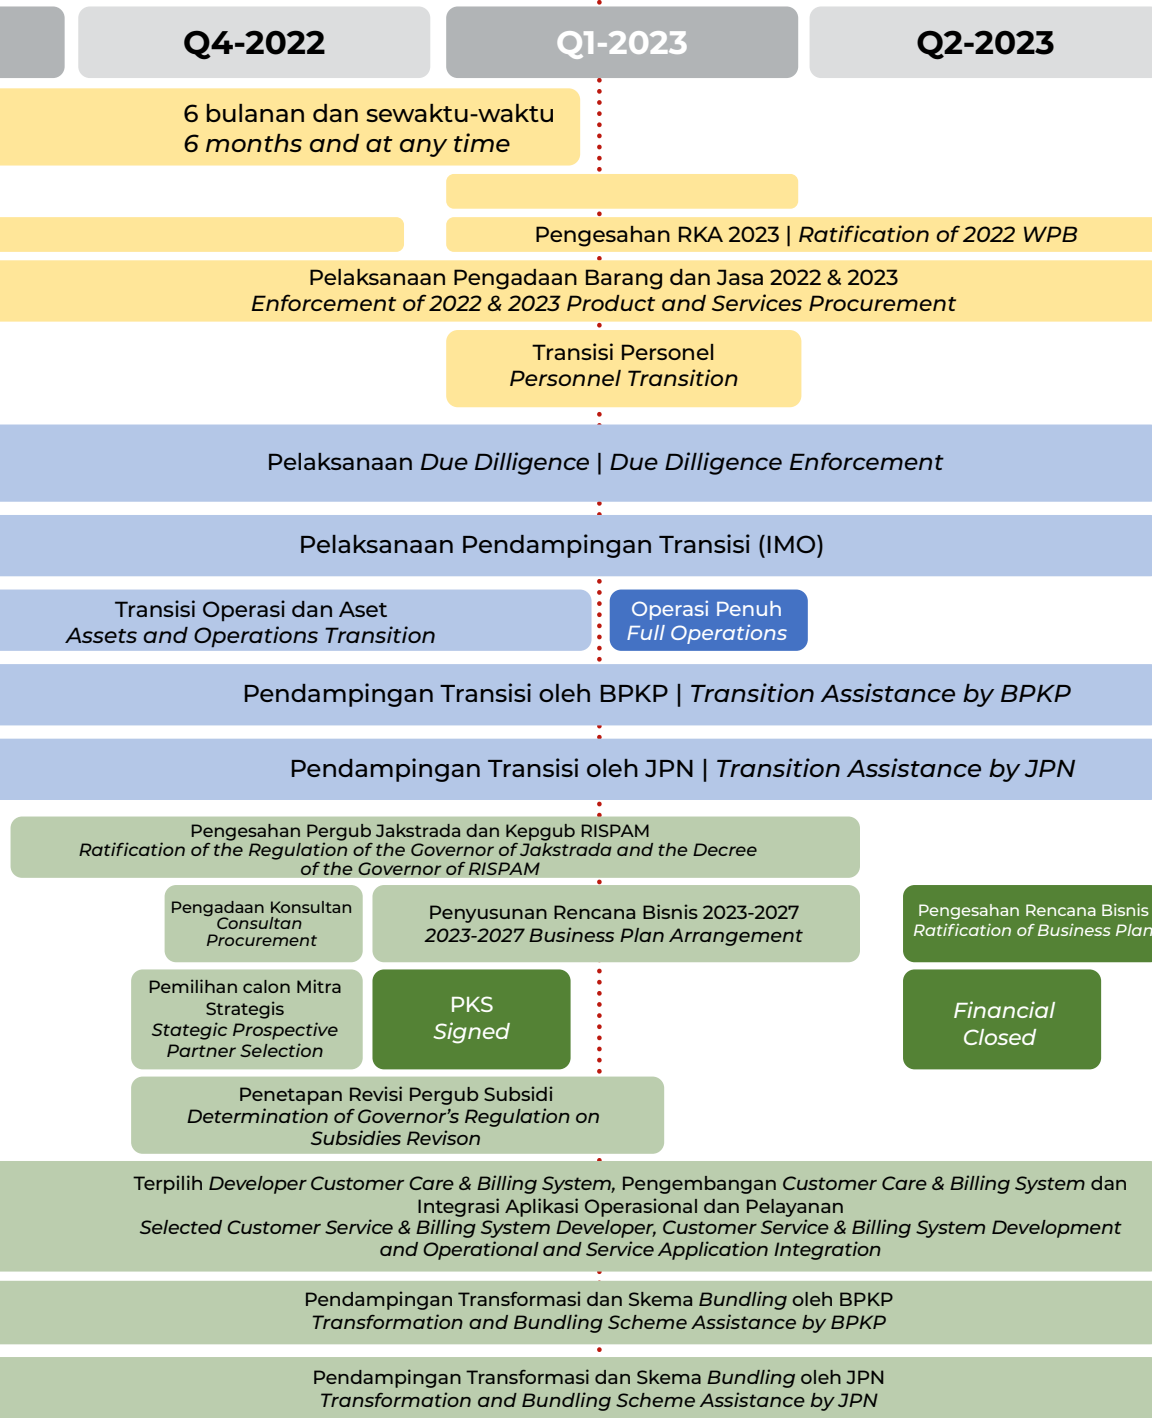 Q4-2022
Q1-2023
Q2-2023
6 bulanan dan sewaktu-waktu
6 months and at any time
Pengesahan RKA 2023 | Ratification of 2022 WPB
Pelaksanaan Pengadaan Barang dan Jasa 2022 & 2023
Enforcement of 2022 & 2023 Product and Services Procurement
Transisi Personel
Personnel Transition
Pelaksanaan Due Dilligence | Due Dilligence Enforcement
Pelaksanaan Pendampingan Transisi (IMO)
Transisi Operasi dan Aset
Assets and Operations Transition
Operasi Penuh
Full Operations
Pendampingan Transisi oleh BPKP | Transition Assistance by BPKP
Pendampingan Transisi oleh JPN | Transition Assistance by JPN
Pengesahan Pergub Jakstrada dan Kepgub RISPAM
Ratification of the Regulation of the Governor of Jakstrada and the Decree
of the Governor of RISPAM
Pengadaan Konsultan
Consultan
Procurement
Penyusunan Rencana Bisnis 2023-2027
2023-2027 Business Plan Arrangement
Pengesahan Rencana Bisnis
Ratification of Business Plan
Pemilihan calon Mitra
Strategis
Stategic Prospective
Partner Selection
PKS
Signed
Financial
Closed
Penetapan Revisi Pergub Subsidi
Determination of Governor's Regulation on
Subsidies Revison
Terpilih Developer Customer Care & Billing System, Pengembangan Customer Care & Billing System dan
Integrasi Aplikasi Operasional dan Pelayanan
Selected Customer Service & Billing System Developer, Customer Service & Billing System Development
and Operational and Service Application Integration
Pendampingan Transformasi dan Skema Bundling oleh BPKP
Transformation and Bundling Scheme Assistance by BPKP
Pendampingan Transformasi dan Skema Bundling oleh JPN
Transformation and Bundling Scheme Assistance by JPN